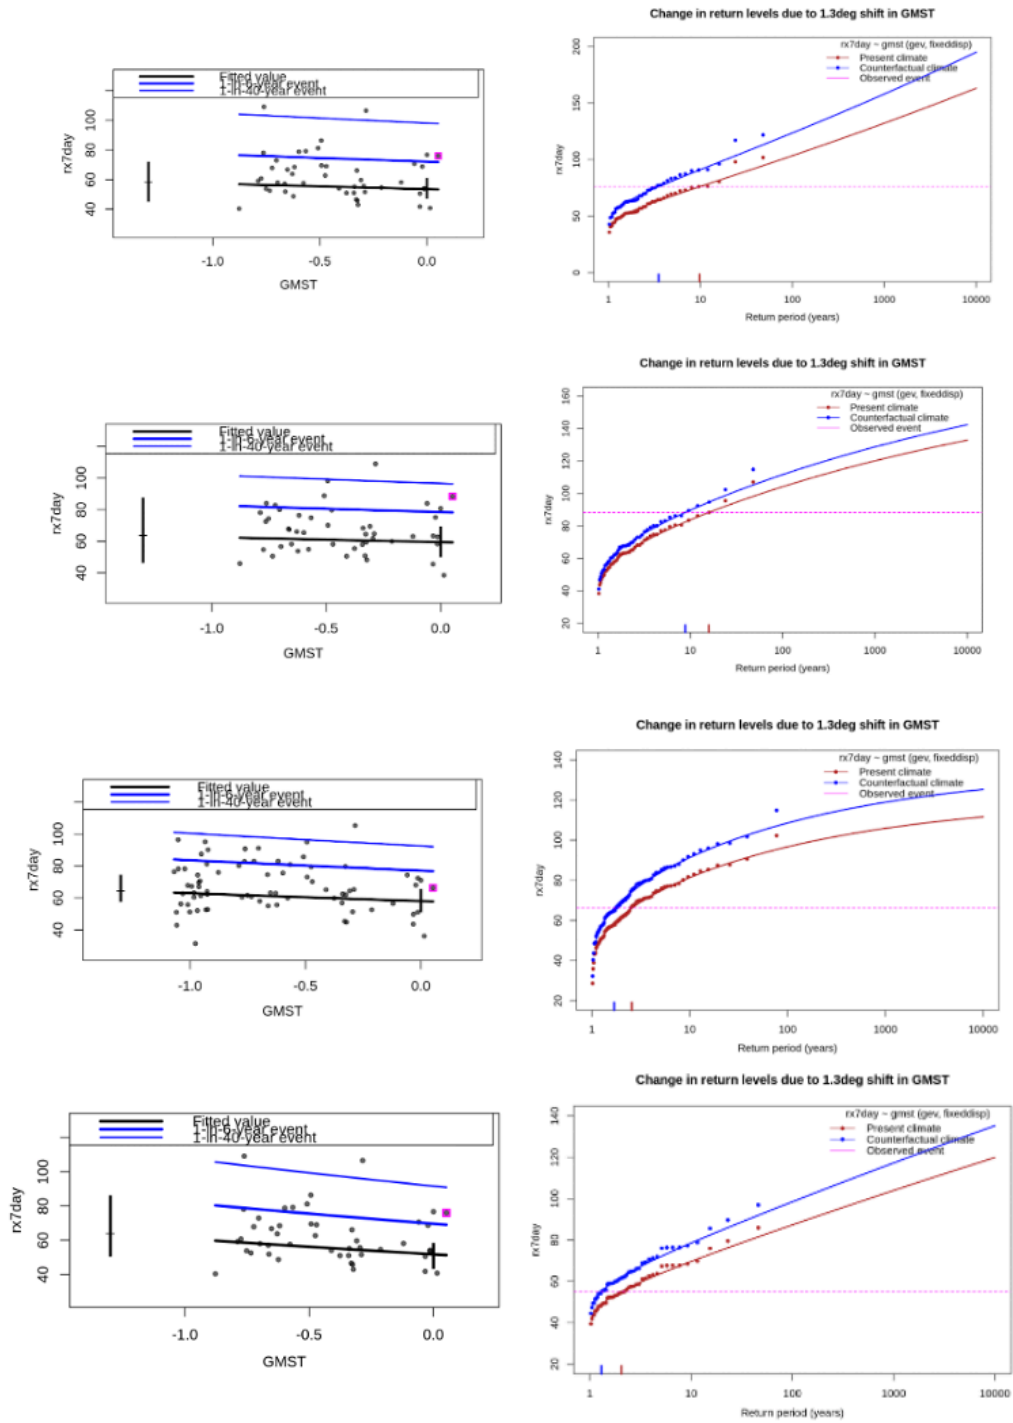 Change in return levels due to 1.3deg shift in GMST
Fitted value
1-in-6-year event
1-in-40-year event
rx7day
40 60 80 100
-1.0 -0.5 0.0
GMST
rx7day ~ gmst (gev, fixeddisp)
Present climate
Counterfactual climate
Observed event
rx7day
0 50 100 150 200
1 10 100 1000 10000
Return period (years)
Change in return levels due to 1.3deg shift in GMST
Fitted value
1-in-6-year event
1-in-40-year event
rx7day
40 60 80 100
-1.0 -0.5 0.0
GMST
rx7day ~ gmst (gev, fixeddisp)
Present climate
Counterfactual climate
Observed event
rx7day
20 40 60 80 100 120 140 160
1 10 100 1000 10000
Return period (years)
Change in return levels due to 1.3deg shift in GMST
Fitted value
1-in-6-year event
1-in-40-year event
rx7day
40 60 80 100
-1.0 -0.5 0.0
GMST
rx7day ~ gmst (gev, fixeddisp)
Present climate
Counterfactual climate
Observed event
rx7day
20 40 60 80 100 120 140
1 10 100 1000 10000
Return period (years)
Change in return levels due to 1.3deg shift in GMST
Fitted value
1-in-6-year event
1-in-40-year event
rx7day
40 60 80 100
-1.0 -0.5 0.0
GMST
rx7day ~ gmst (gev, fixeddisp)
Present climate
Counterfactual climate
Observed event
rx7day
20 40 60 80 100 120 140
1 10 100 1000 10000
Return period (years)